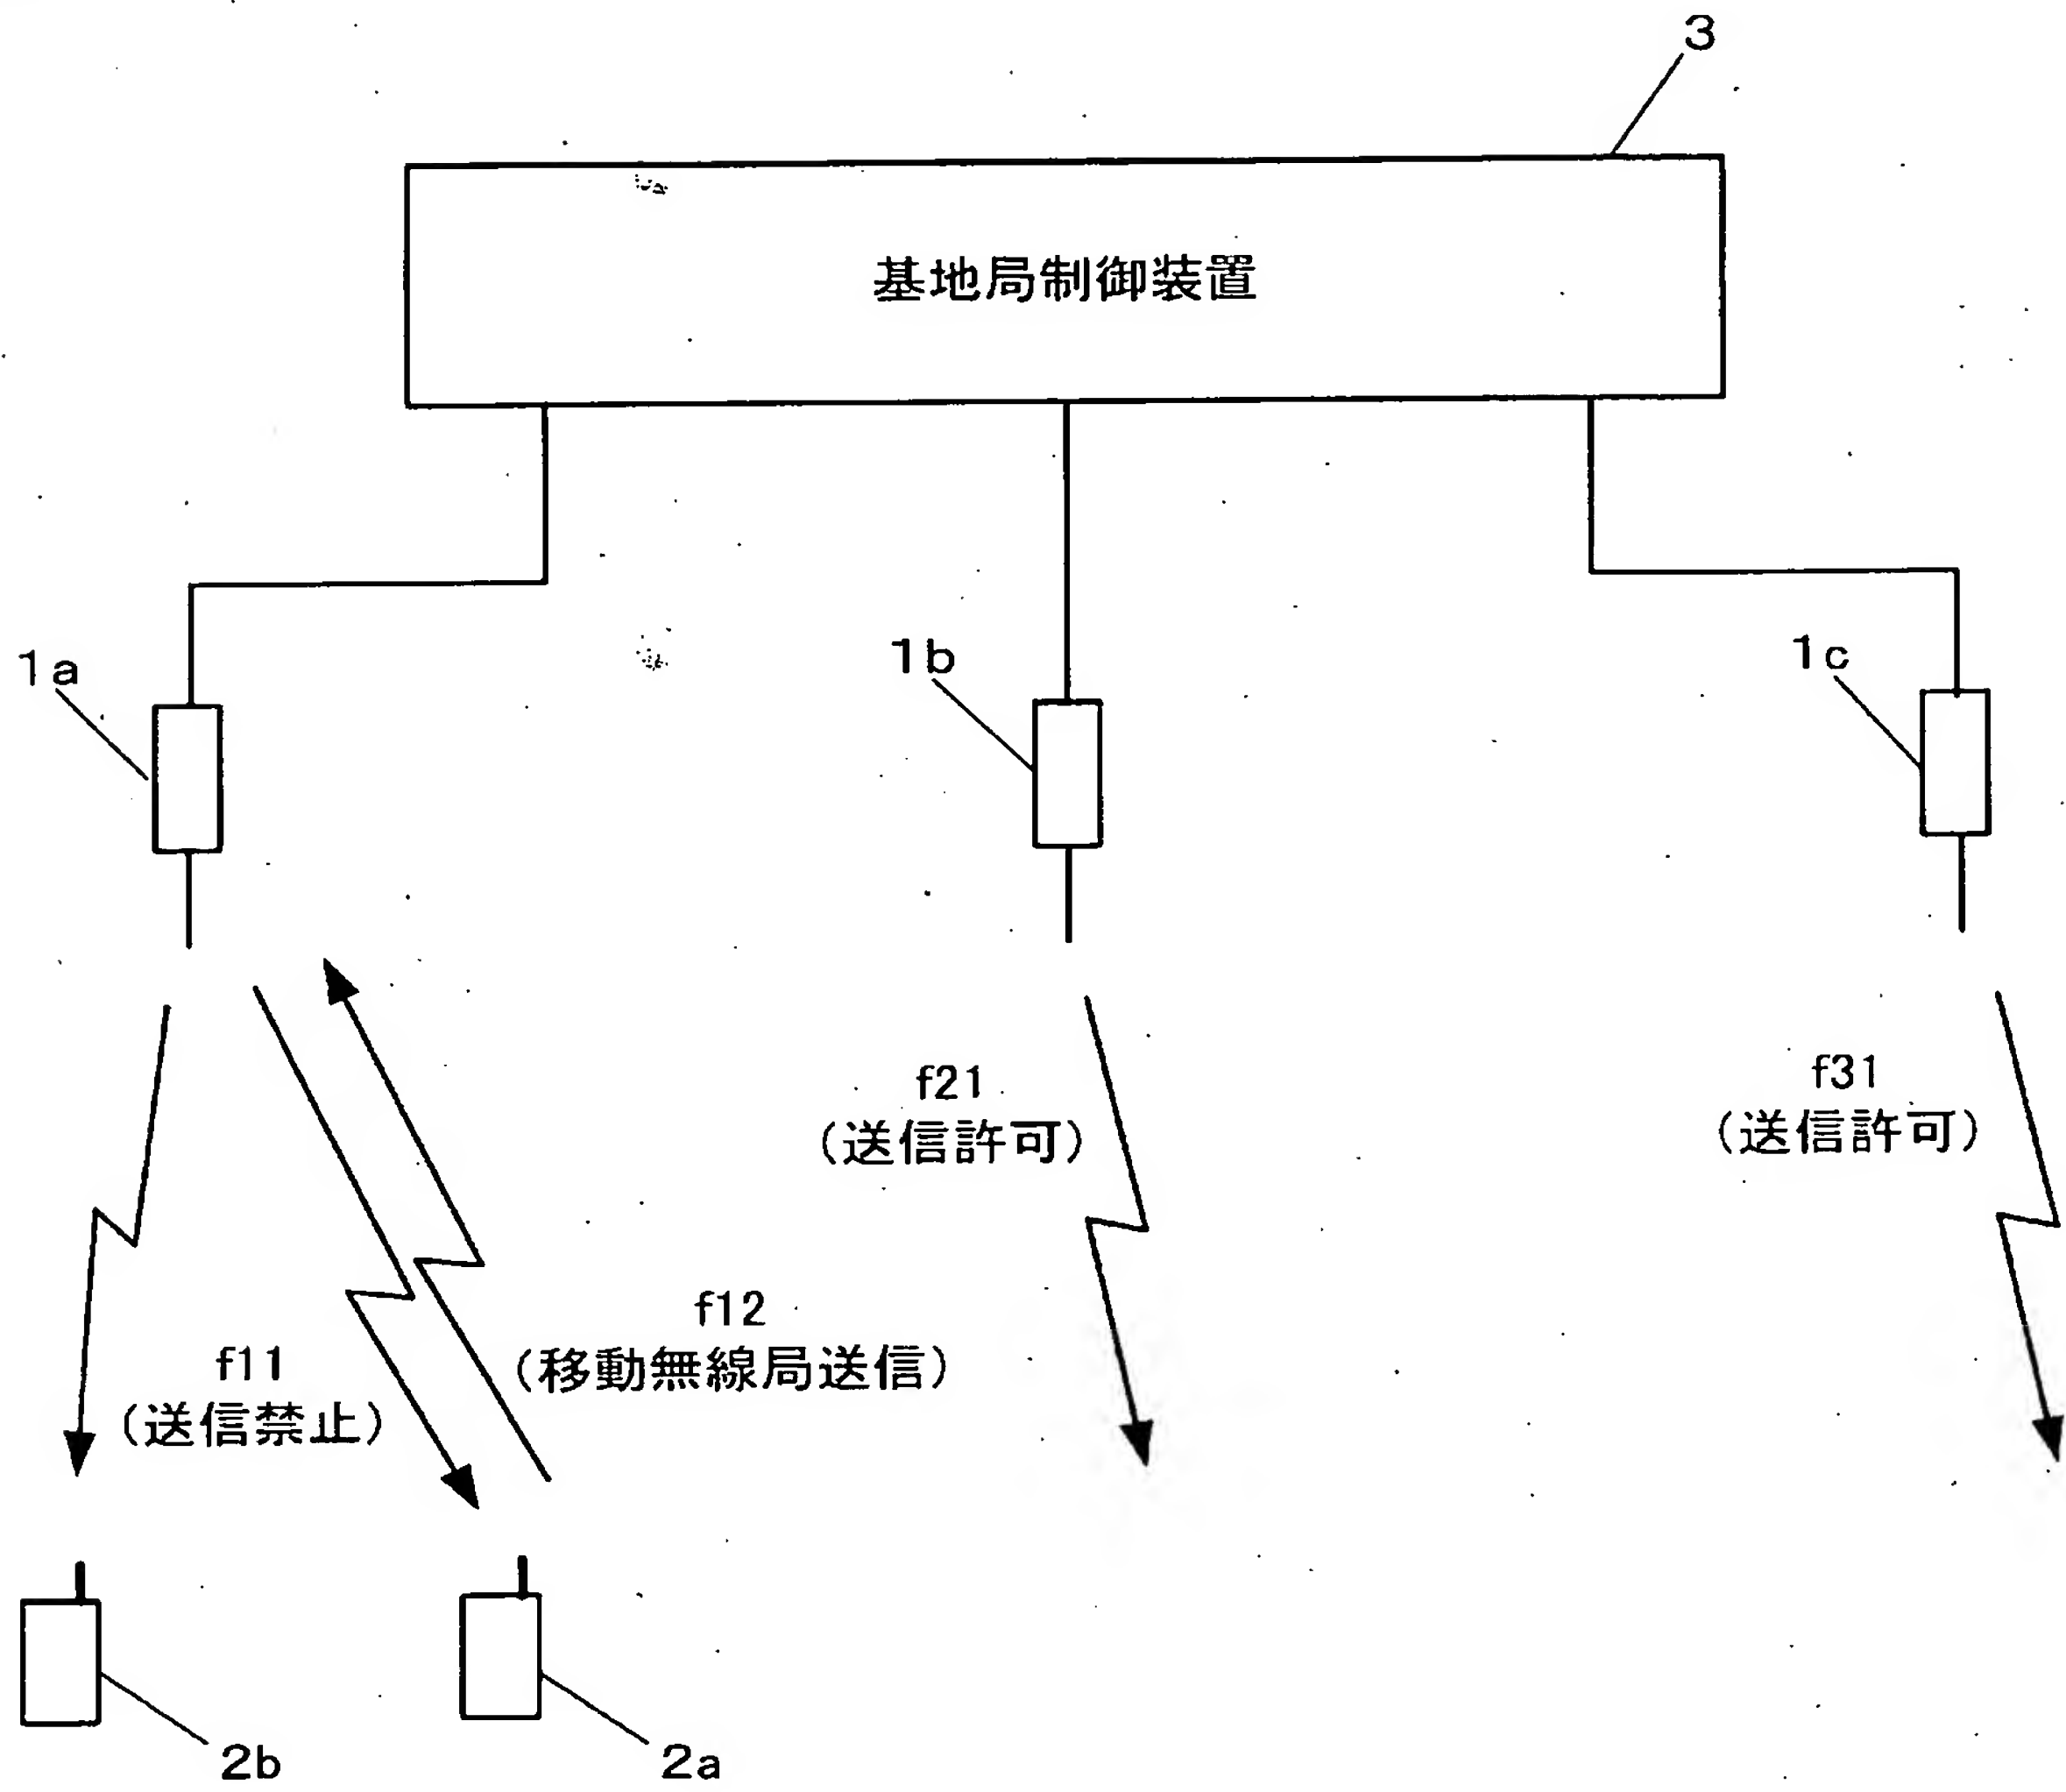 3
基地局制御装置
1a
1b
1c
f21
(送信許可)
f31
(送信許可)
f12
(移動無線局送信)
f11
(送信禁止)
2b
2a